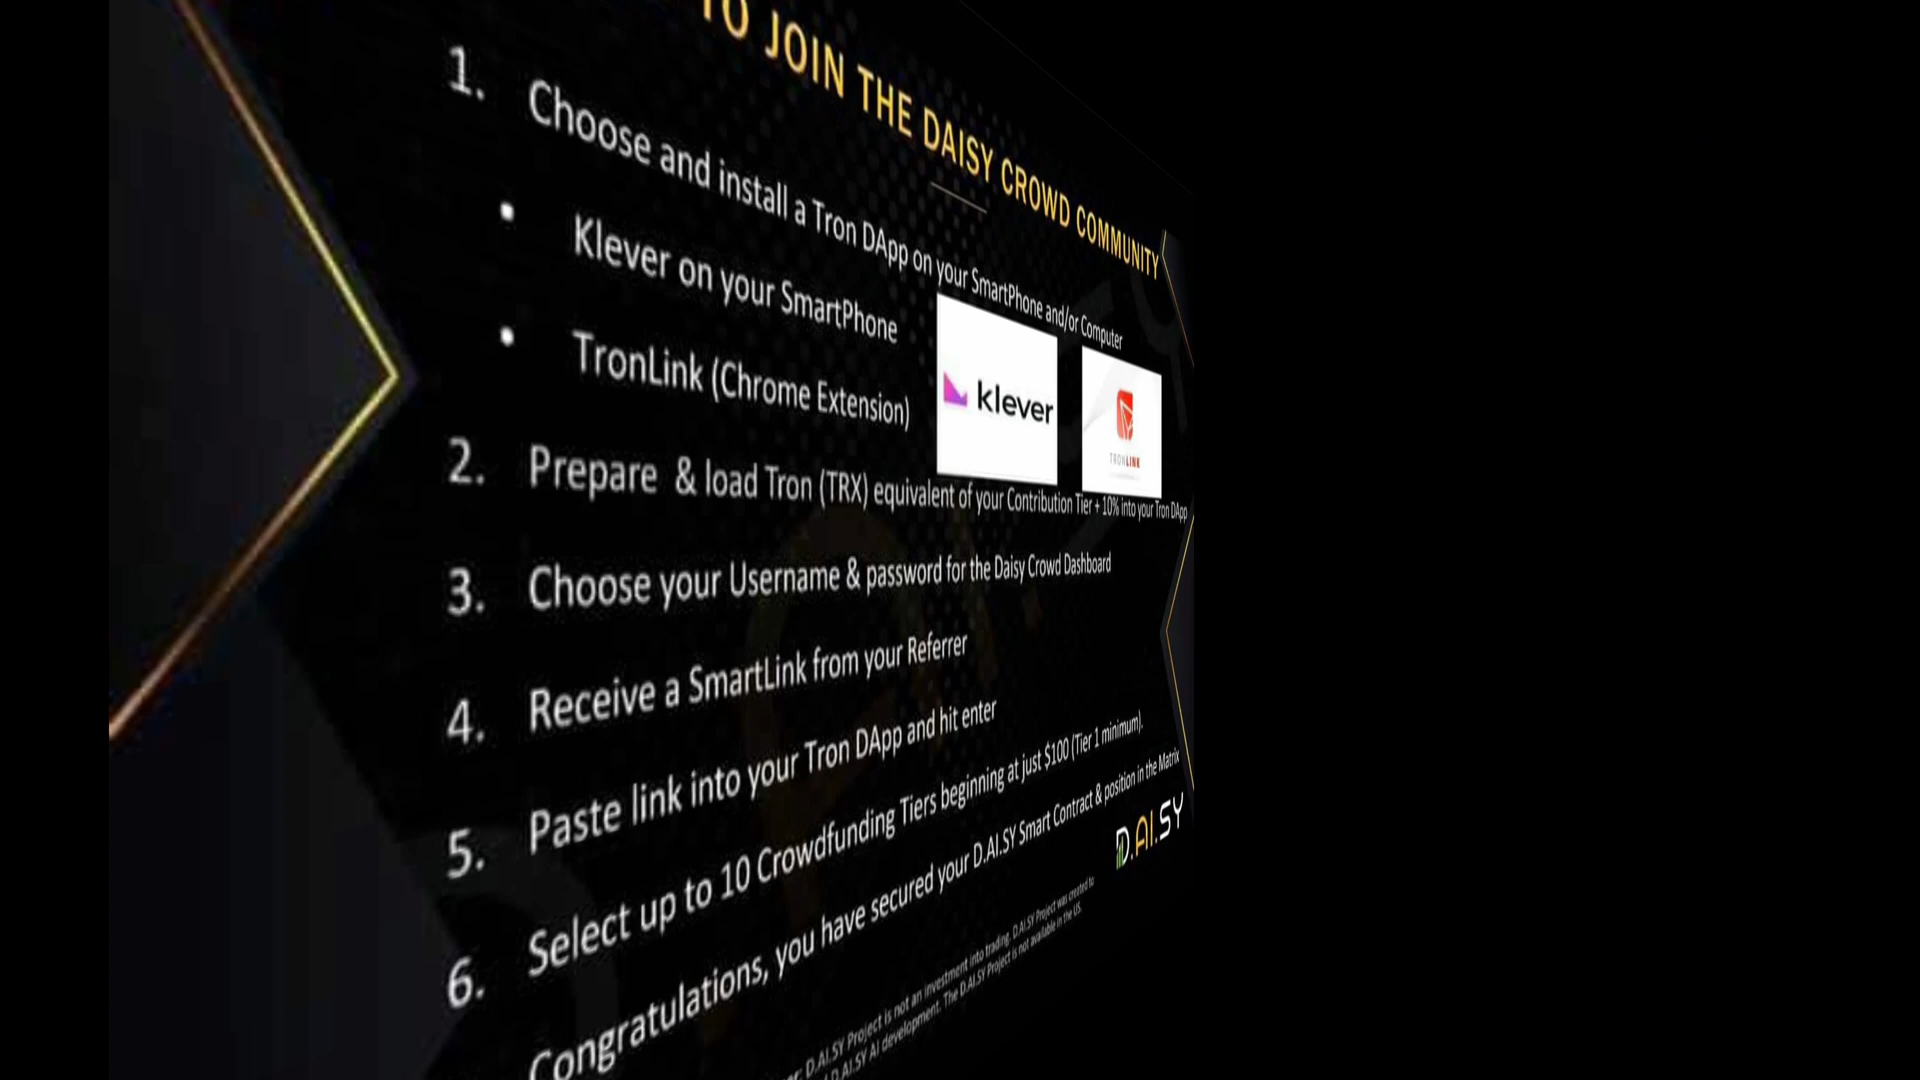 TO JOIN THE DAISY CROWD COMMUNITY
1. Choose and install a Tron DApp on your SmartPhone and/or Computer
• Klever on your SmartPhone
• TronLink (Chrome Extension)
klever
TRONLINK
2. Prepare & load Tron (TRX) equivalent of your Contribution Tier + 10% into your Tron DApp
3. Choose your Username & password for the Daisy Crowd Dashboard
4. Receive a SmartLink from your Referrer
5. Paste link into your Tron DApp and hit enter
6. Select up to 10 Crowdfunding Tiers beginning at just $100 (Tier 1 minimum).
Congratulations, you have secured your D.AI.SY Smart Contract & position in the Matrix
D.AI.SY
D.AI.SY Project is not an investment into trading. D.AI.SY Project was created to
D.AI.SY AI development. The D.AI.SY Project is not available in the US.